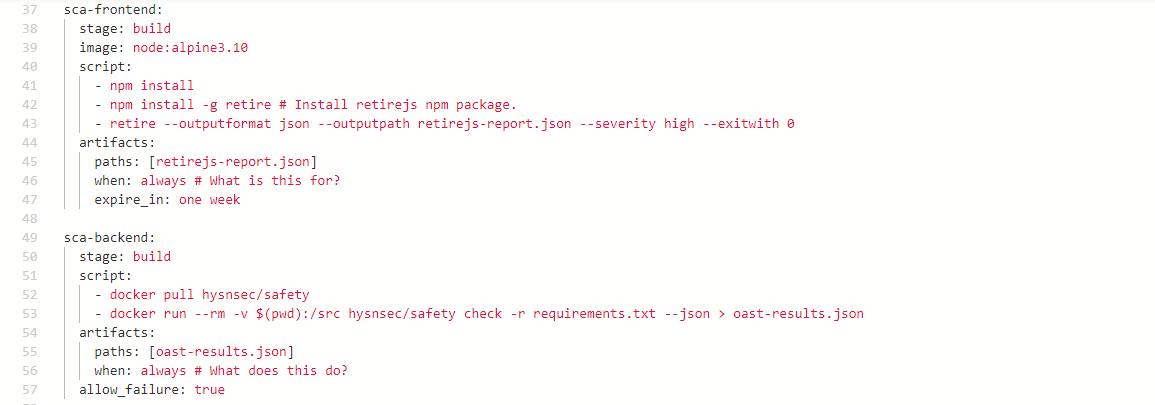 37 sca-frontend:
38 stage: build
39 image: node:alpine3.10
40 script:
41 - npm install
42 - npm install -g retire # Install retirejs npm package.
43 - retire --outputformat json --outputpath retirejs-report.json --severity high --exitwith 0
44 artifacts:
45 paths: [retirejs-report.json]
46 when: always # What is this for?
47 expire_in: one week
48
49 sca-backend:
50 stage: build
51 script:
52 - docker pull hysnsec/safety
53 - docker run --rm -v $(pwd):/src hysnsec/safety check -r requirements.txt --json > oast-results.json
54 artifacts:
55 paths: [oast-results.json]
56 when: always # What does this do?
57 allow_failure: true